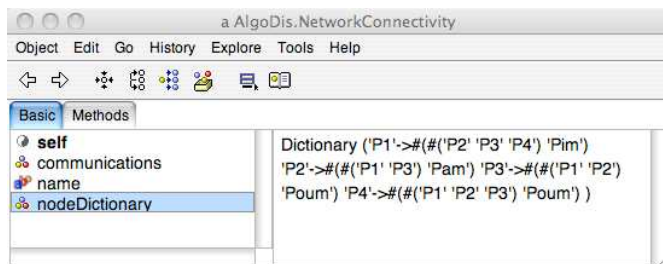 a AlgoDis.NetworkConnectivity
Object Edit Go History Explore Tools Help
Basic Methods
self
communications
name
nodeDictionary
Dictionary ('P1'->#(#('P2' 'P3' 'P4') 'Pim')
'P2'->#(#('P1' 'P3') 'Pam') 'P3'->#(#('P1' 'P2')
'Poum') 'P4'->#(#('P1' 'P2' 'P3') 'Poum') )